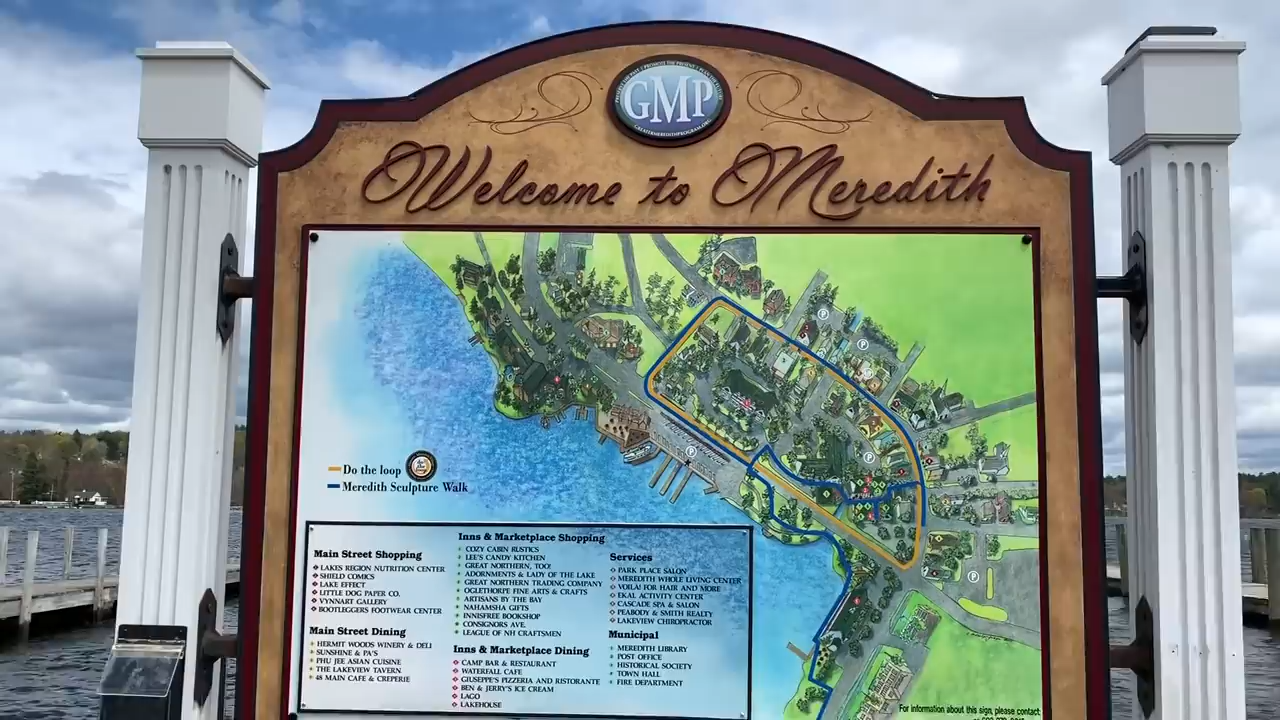 GMP
GREATERMEREDITHPROGRAM.ORG
Welcome to Meredith
P
P
P
P
P
Do the loop
Meredith Sculpture Walk
Main Street Shopping
LAKES REGION NUTRITION CENTER
SHIELD COMICS
LAKE EFFECT
LITTLE DOG PAPER CO.
VYNNART GALLERY
BOOTLEGGERS FOOTWEAR CENTER
Main Street Dining
HERMIT WOODS WINERY & DELI
SUNSHINE & PA'S
PHU JEE ASIAN CUISINE
THE LAKEVIEW TAVERN
48 MAIN CAFE & CREPERIE
Inns & Marketplace Shopping
COZY CABIN RUSTICS
LEE'S CANDY KITCHEN
GREAT NORTHERN, TOO!
ADORNMENTS & LADY OF THE LAKE
GREAT NORTHERN TRADING COMPANY
OGLETHORPE FINE ARTS & CRAFTS
ARTISANS BY THE BAY
NAHAMSHA GIFTS
INNISFREE BOOKSHOP
CONSIGNORS AVE.
LEAGUE OF NH CRAFTSMEN
Inns & Marketplace Dining
CAMP BAR & RESTAURANT
WATERFALL CAFE
GIUSEPPE'S PIZZERIA AND RISTORANTE
BEN & JERRY'S ICE CREAM
LAGO
LAKEHOUSE
Services
PARK PLACE SALON
MEREDITH WHOLE LIVING CENTER
VOILA! FOR HAIR AND MORE
EKAL ACTIVITY CENTER
CASCADE SPA & SALON
PEABODY & SMITH REALTY
LAKEVIEW CHIROPRACTOR
Municipal
MEREDITH LIBRARY
POST OFFICE
HISTORICAL SOCIETY
TOWN HALL
FIRE DEPARTMENT
For information about this sign, please contact: